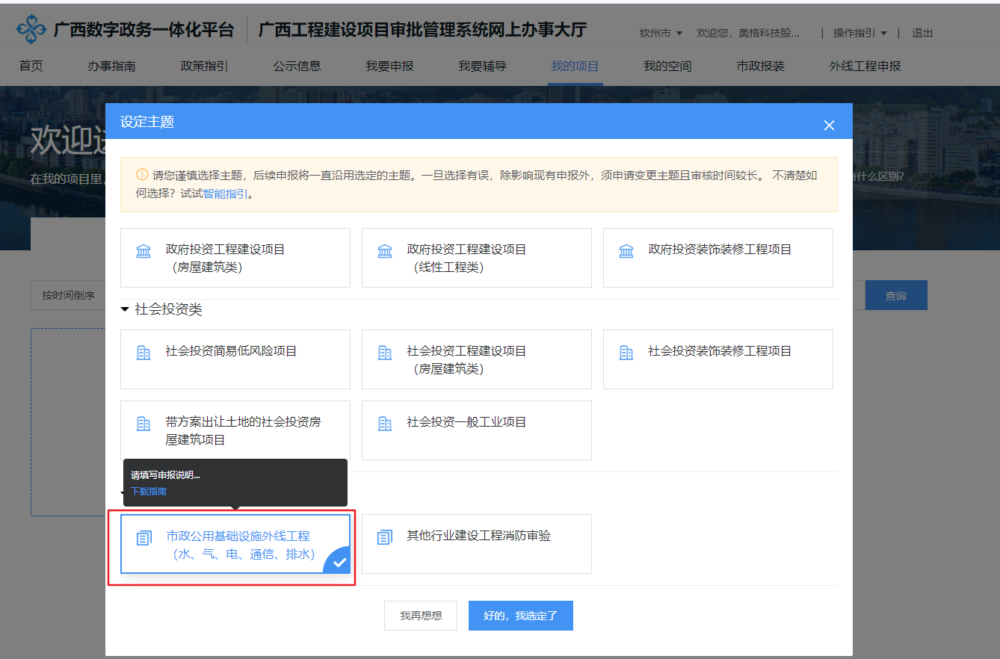 广西数字政务一体化平台
广西工程建设项目审批管理系统网上办事大厅
钦州市
欢迎您，奥格科技股...
|
操作指引
|
退出
首页
办事指南
政策指引
公示信息
我要申报
我要辅导
我的项目
我的空间
市政报装
外线工程申报
欢迎
在我的项目里，
有什么区别?
设定主题
请您谨慎选择主题，后续申报将一直沿用选定的主题。一旦选择有误，除影响现有申报外，须申请变更主题且审核时间较长。 不清楚如
何选择？试试智能指引。
政府投资工程建设项目
（房屋建筑类）
政府投资工程建设项目
（线性工程类）
政府投资装饰装修工程项目
按时间倒序
查询
社会投资类
社会投资简易低风险项目
社会投资工程建设项目
（房屋建筑类）
社会投资装饰装修工程项目
带方案出让土地的社会投资房
屋建筑项目
社会投资一般工业项目
请填写申报说明...
下载指南
市政公用基础设施外线工程
（水、气、电、通信、排水）
其他行业建设工程消防审验
我再想想
好的，我选定了